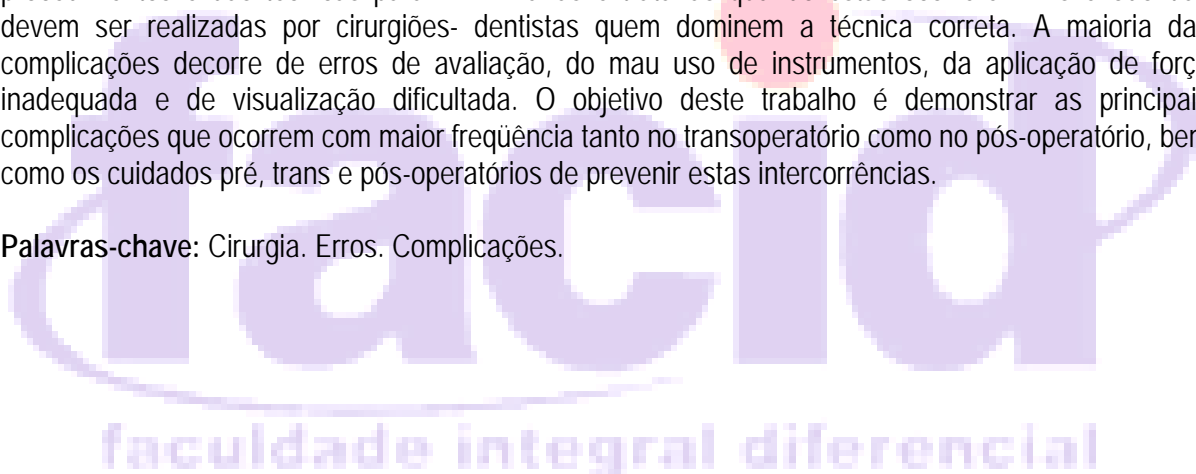 devem ser realizadas por cirurgiões- dentistas quem dominem a técnica correta. A maioria da
complicações decorre de erros de avaliação, do mau uso de instrumentos, da aplicação de forç
inadequada e de visualização dificultada. O objetivo deste trabalho é demonstrar as principai
complicações que ocorrem com maior freqüência tanto no transoperatório como no pós-operatório, ber
como os cuidados pré, trans e pós-operatórios de prevenir estas intercorrências.
Palavras-chave: Cirurgia. Erros. Complicações.
facid
faculdade integral diferencial